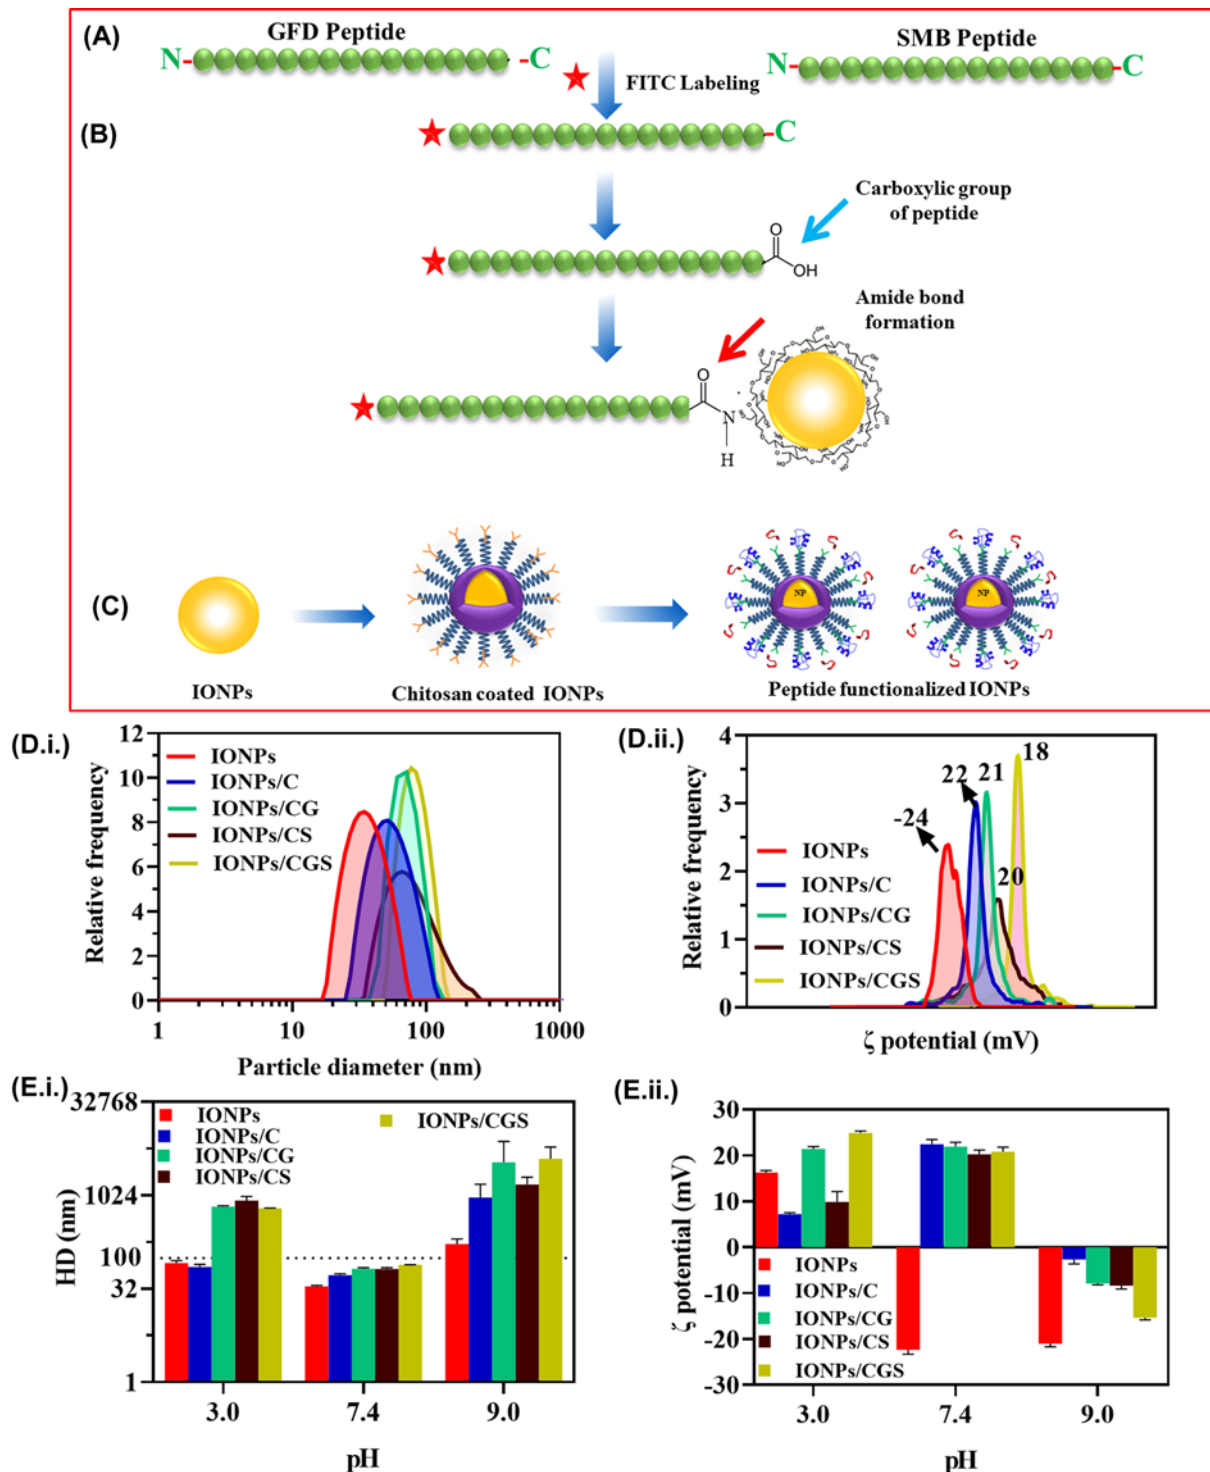 (A)
GFD Peptide
SMB Peptide
N-
-C
N-
-C
FITC Labeling
(B)
-C
Carboxylic group
of peptide
O
OH
Amide bond
formation
O
N
H
(C)
NP
NP
IONPs
Chitosan coated IONPs
Peptide functionalized IONPs
(D.i.)
12
10
8
6
4
2
0
Relative frequency
IONPs
IONPs/C
IONPs/CG
IONPs/CS
IONPs/CGS
1
10
100
1000
Particle diameter (nm)
(D.ii.)
4
3
2
1
0
Relative frequency
-24
22
21
18
20
IONPs
IONPs/C
IONPs/CG
IONPs/CS
IONPs/CGS
ζ potential (mV)
(E.i.)
32768
1024
100
32
1
HD (nm)
IONPs
IONPs/C
IONPs/CG
IONPs/CS
IONPs/CGS
3.0
7.4
9.0
pH
(E.ii.)
30
20
10
0
-10
-20
-30
ζ potential (mV)
IONPs
IONPs/C
IONPs/CG
IONPs/CS
IONPs/CGS
3.0
7.4
9.0
pH